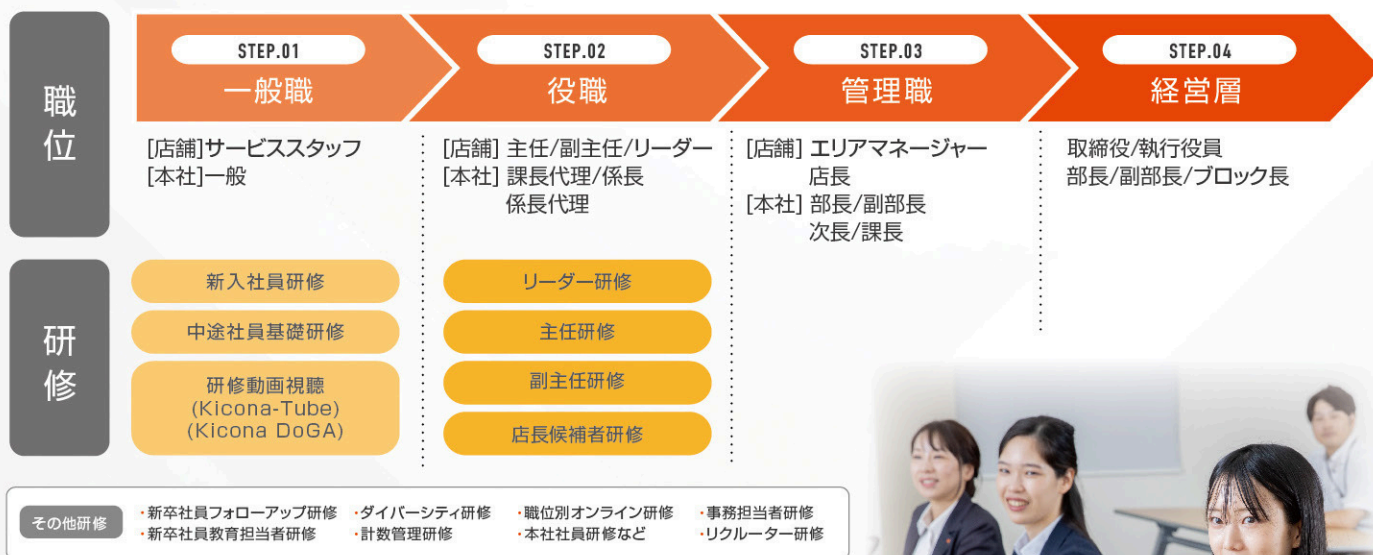 職位
STEP.01
一般職
STEP.02
役職
STEP.03
管理職
STEP.04
経営層
[店舗]サービススタッフ
[本社]一般
[店舗] 主任/副主任/リーダー
[本社] 課長代理/係長
係長代理
[店舗] エリアマネージャー
店長
[本社] 部長/副部長
次長/課長
取締役/執行役員
部長/副部長/ブロック長
研修
新入社員研修
中途社員基礎研修
研修動画視聴
(Kicona-Tube)
(Kicona DoGA)
リーダー研修
主任研修
副主任研修
店長候補者研修
その他研修
・新卒社員フォローアップ研修 ・ダイバーシティ研修 ・職位別オンライン研修 ・事務担当者研修
・新卒社員教育担当者研修 ・計数管理研修 ・本社社員研修など ・リクルーター研修